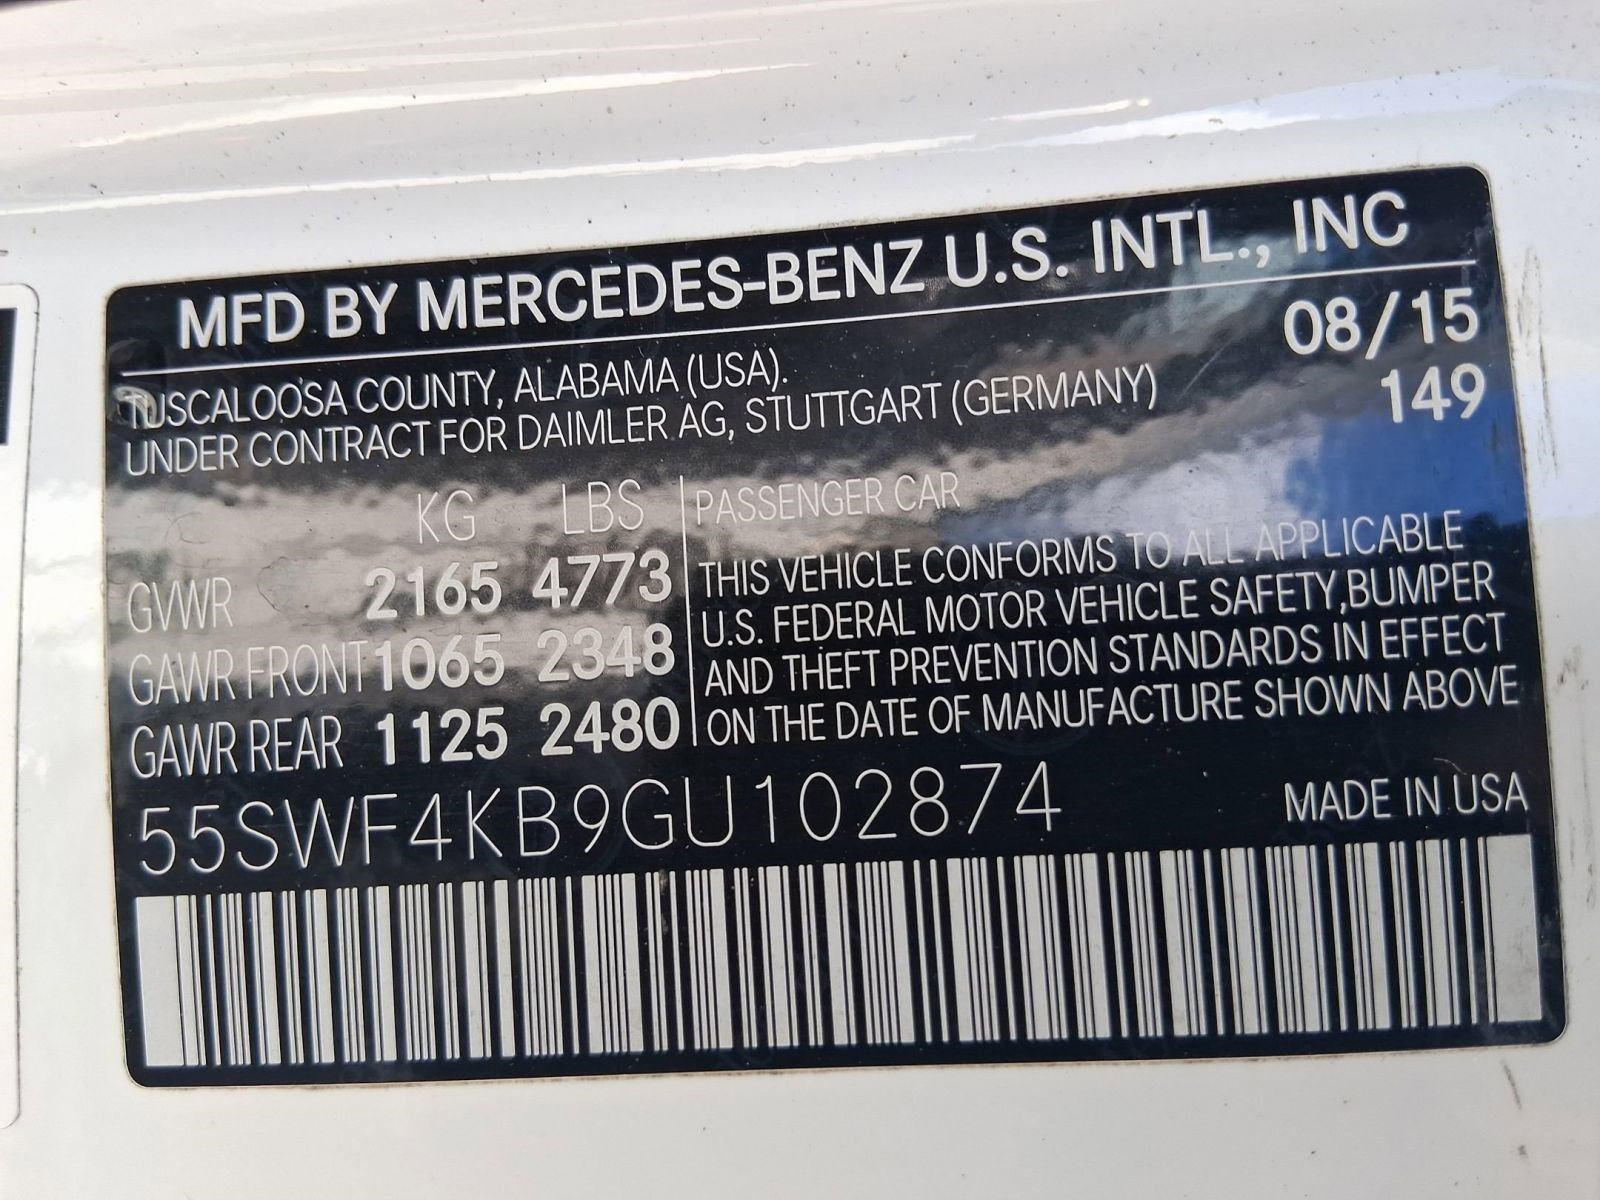 MFD BY MERCEDES-BENZ U.S. INTL., INC
08/15
TUSCALOOSA COUNTY, ALABAMA (USA).
UNDER CONTRACT FOR DAIMLER AG, STUTTGART (GERMANY)
149
KG LBS
GVWR 2165 4773
GAWR FRONT 1065 2348
GAWR REAR 1125 2480
PASSENGER CAR
THIS VEHICLE CONFORMS TO ALL APPLICABLE
U.S. FEDERAL MOTOR VEHICLE SAFETY,BUMPER
AND THEFT PREVENTION STANDARDS IN EFFECT
ON THE DATE OF MANUFACTURE SHOWN ABOVE
55SWF4KB9GU102874
MADE IN USA